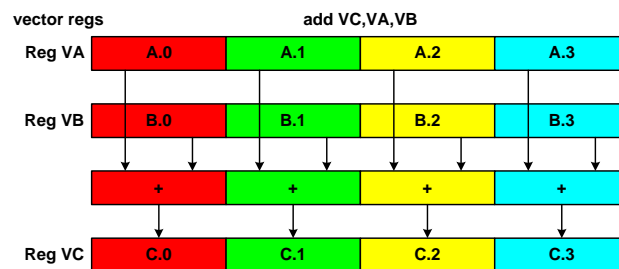 vector regs add VC,VA,VB
Reg VA A.0 A.1 A.2 A.3
Reg VB B.0 B.1 B.2 B.3
+ + + +
Reg VC C.0 C.1 C.2 C.3